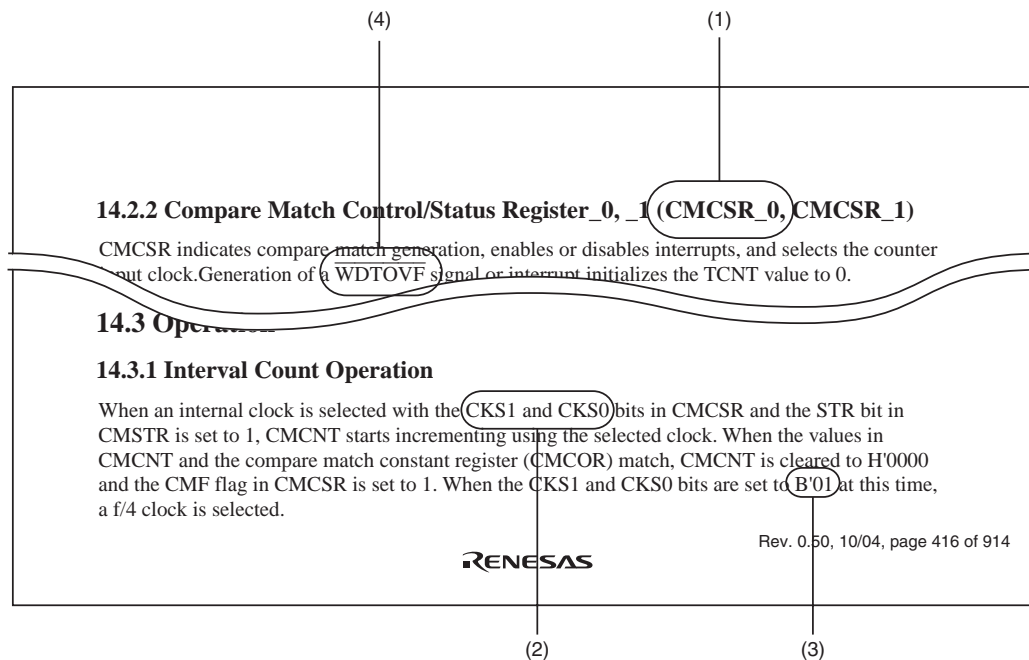 (4) (1)
14.2.2 Compare Match Control/Status Register_0, _1 (CMCSR_0, CMCSR_1)
CMCSR indicates compare match generation, enables or disables interrupts, and selects the counter
input clock.Generation of a WDTOVF signal or interrupt initializes the TCNT value to 0.
14.3 Operation
14.3.1 Interval Count Operation
When an internal clock is selected with the CKS1 and CKS0 bits in CMCSR and the STR bit in
CMSTR is set to 1, CMCNT starts incrementing using the selected clock. When the values in
CMCNT and the compare match constant register (CMCOR) match, CMCNT is cleared to H'0000
and the CMF flag in CMCSR is set to 1. When the CKS1 and CKS0 bits are set to B'01 at this time,
a f/4 clock is selected.
Rev. 0.50, 10/04, page 416 of 914
RENESAS
(2) (3)